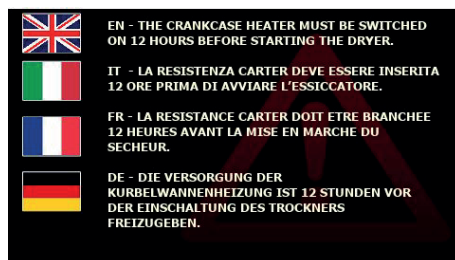 EN - THE CRANKCASE HEATER MUST BE SWITCHED
ON 12 HOURS BEFORE STARTING THE DRYER.
IT - LA RESISTENZA CARTER DEVE ESSERE INSERITA
12 ORE PRIMA DI AVVIARE L'ESSICCATORE.
FR - LA RESISTANCE CARTER DOIT ETRE BRANCHEE
12 HEURES AVANT LA MISE EN MARCHE DU
SECHEUR.
DE - DIE VERSORGUNG DER
KURBELWANNENHEIZUNG IST 12 STUNDEN VOR
DER EINSCHALTUNG DES TROCKNERS
FREIZUGEBEN.